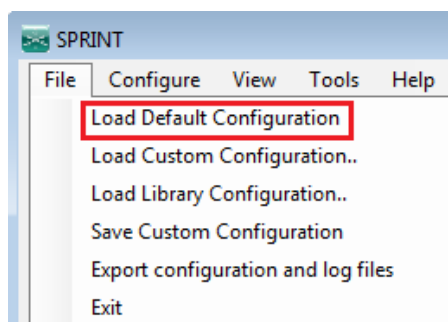 SPRINT
File Configure View Tools Help
Load Default Configuration
Load Custom Configuration..
Load Library Configuration..
Save Custom Configuration
Export configuration and log files
Exit